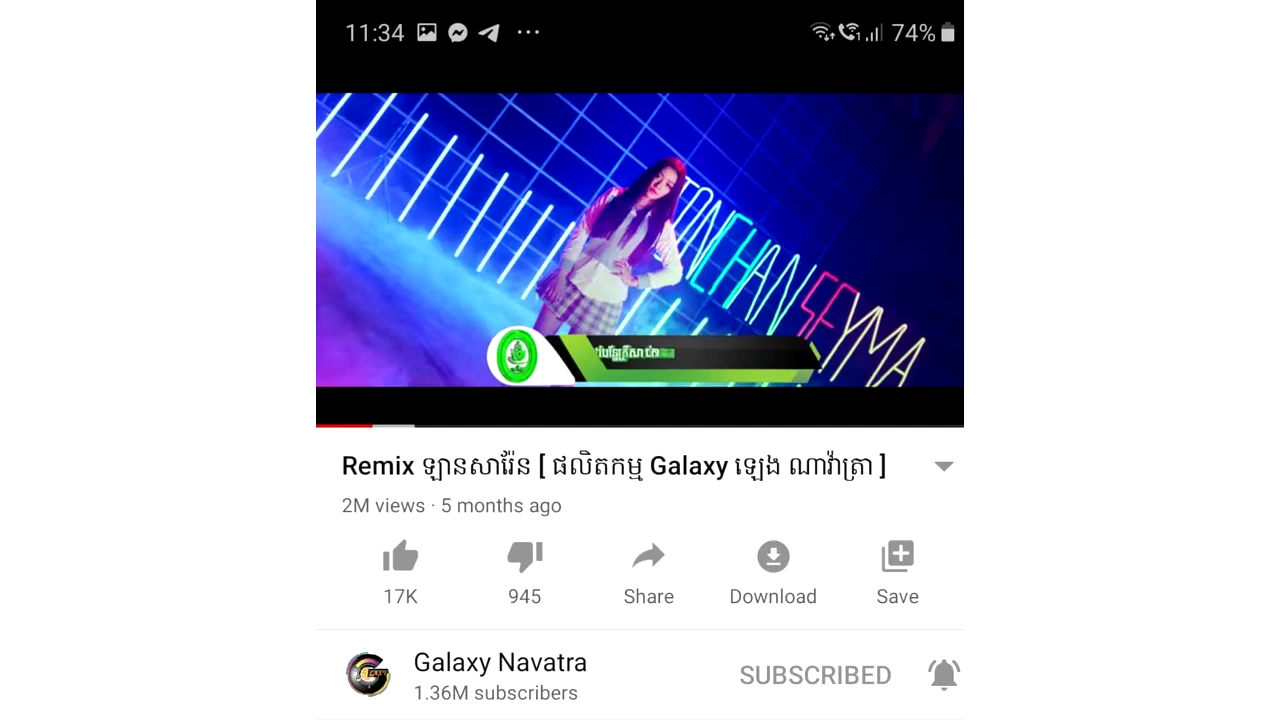 11:34
74%
TONCHAN SEYMA
Remix ឡានសារ៉ែន [ ផលិតកម្ម Galaxy ឡេង ណាវ៉ាត្រា ]
2M views · 5 months ago
17K
945
Share
Download
Save
Galaxy Navatra
1.36M subscribers
SUBSCRIBED